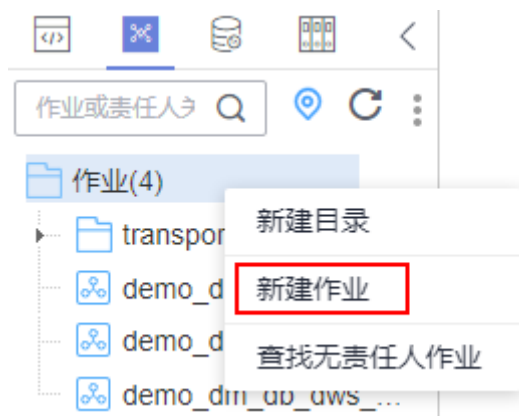 作业或责任人
作业(4)
transpor
新建目录
demo_d
新建作业
demo_d
查找无责任人作业
demo_dm_db_dws_...